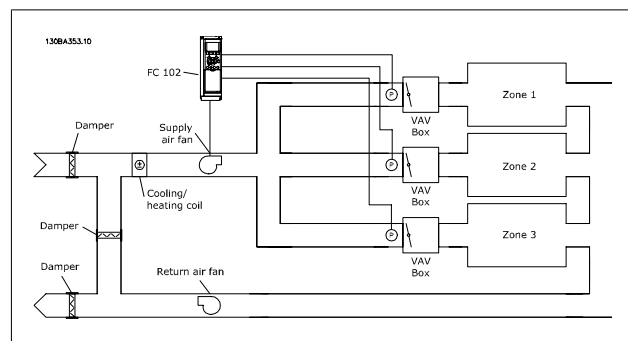 130BA353.10
FC 102
Damper
Supply
air fan
Cooling/
heating coil
Damper
Damper
Return air fan
P
VAV
Box
Zone 1
P
VAV
Box
Zone 2
P
VAV
Box
Zone 3